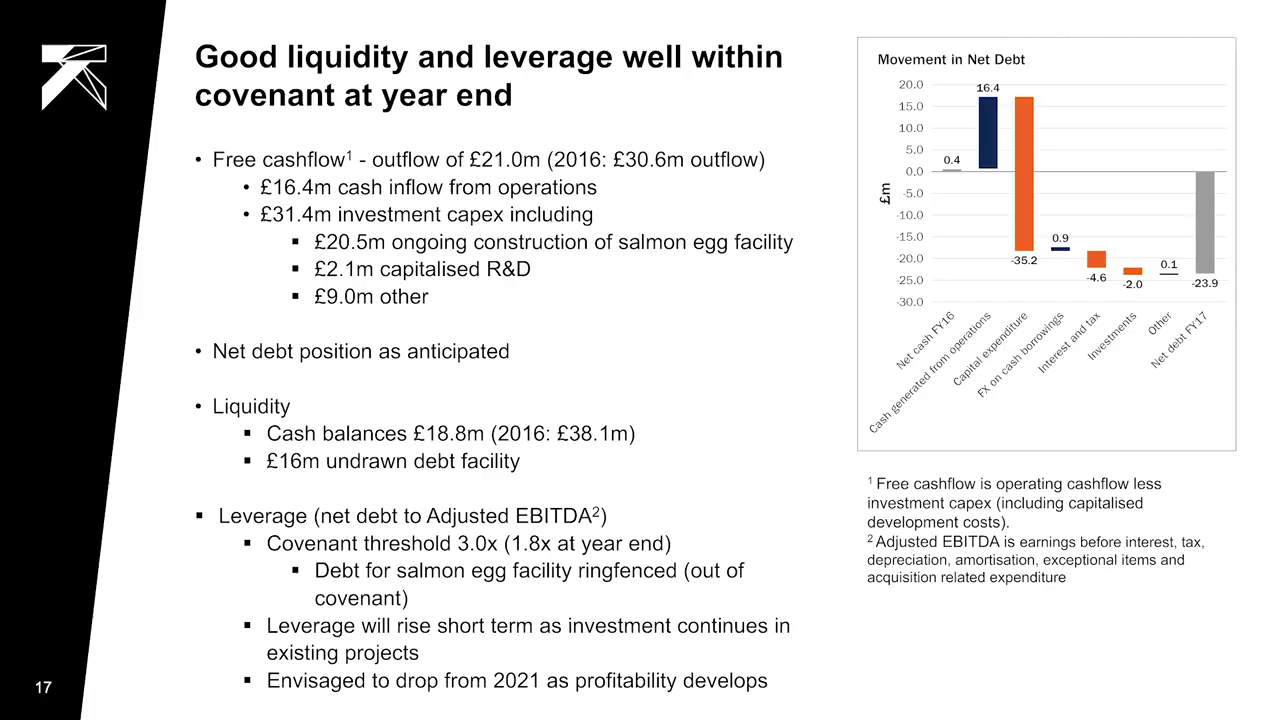 Good liquidity and leverage well within
covenant at year end
• Free cashflow¹ - outflow of £21.0m (2016: £30.6m outflow)
• £16.4m cash inflow from operations
• £31.4m investment capex including
▪ £20.5m ongoing construction of salmon egg facility
▪ £2.1m capitalised R&D
▪ £9.0m other
• Net debt position as anticipated
• Liquidity
▪ Cash balances £18.8m (2016: £38.1m)
▪ £16m undrawn debt facility
▪ Leverage (net debt to Adjusted EBITDA²)
▪ Covenant threshold 3.0x (1.8x at year end)
▪ Debt for salmon egg facility ringfenced (out of
covenant)
▪ Leverage will rise short term as investment continues in
existing projects
▪ Envisaged to drop from 2021 as profitability develops
17
Movement in Net Debt
£m
20.0
15.0
10.0
5.0
0.0
-5.0
-10.0
-15.0
-20.0
-25.0
-30.0
0.4
16.4
-35.2
0.9
-4.6
-2.0
0.1
-23.9
Net cash FY16
Cash generated from operations
Capital expenditure
FX on cash borrowings
Interest and tax
Investments
Other
Net debt FY17
¹ Free cashflow is operating cashflow less
investment capex (including capitalised
development costs).
² Adjusted EBITDA is earnings before interest, tax,
depreciation, amortisation, exceptional items and
acquisition related expenditure